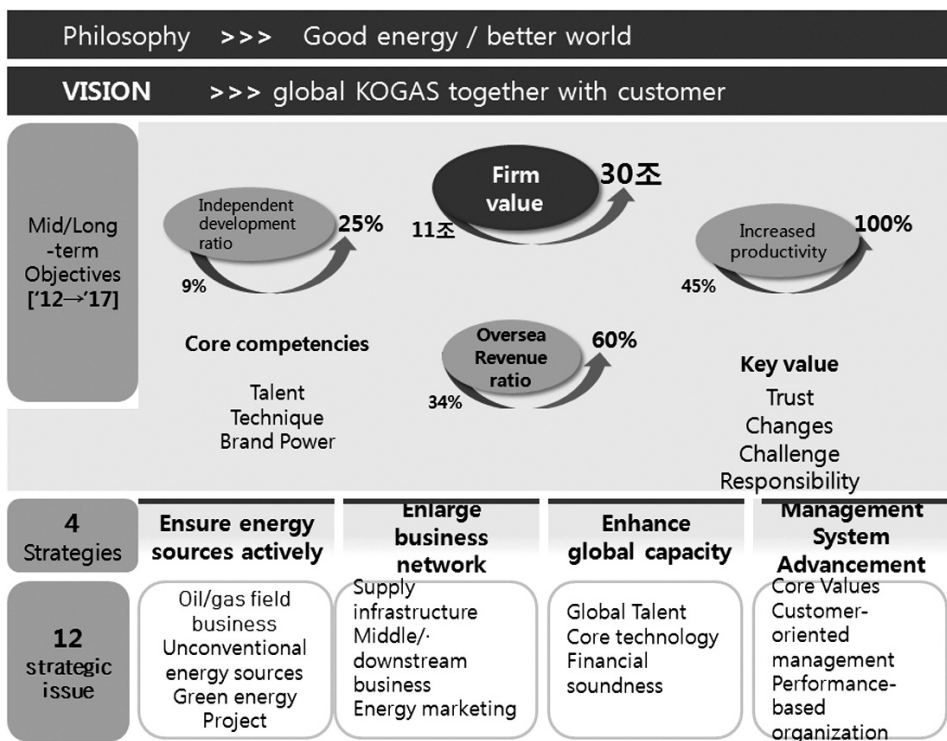 Philosophy >>> Good energy / better world
VISION >>> global KOGAS together with customer
Mid/Long
-term
Objectives
['12→'17]
Independent
development
ratio
25%
9%
Firm
value
30조
11조
Increased
productivity
100%
45%
Core competencies
Talent
Technique
Brand Power
Oversea
Revenue
ratio
60%
34%
Key value
Trust
Changes
Challenge
Responsibility
4
Strategies
Ensure energy
sources actively
Enlarge
business
network
Enhance
global capacity
Management
System
Advancement
12
strategic
issue
Oil/gas field
business
Unconventional
energy sources
Green energy
Project
Supply
infrastructure
Middle/·
downstream
business
Energy marketing
Global Talent
Core technology
Financial
soundness
Core Values
Customer-
oriented
management
Performance-
based
organization